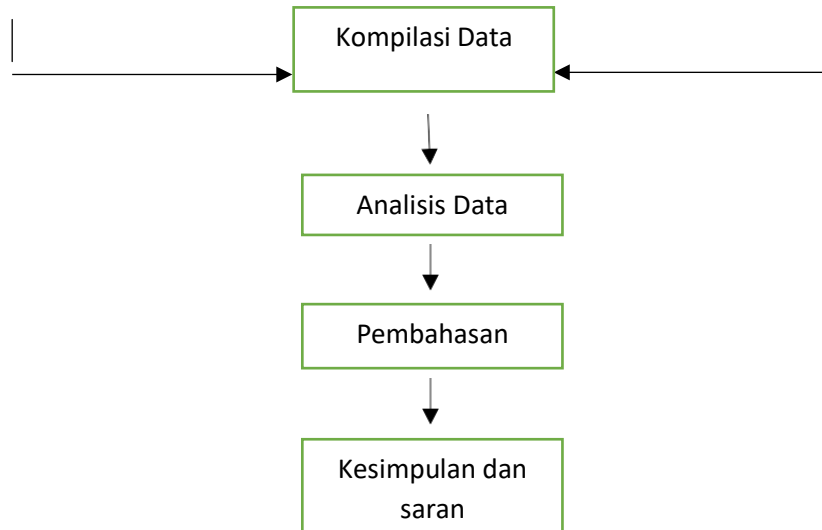 Kompilasi Data
Analisis Data
Pembahasan
Kesimpulan dan
saran